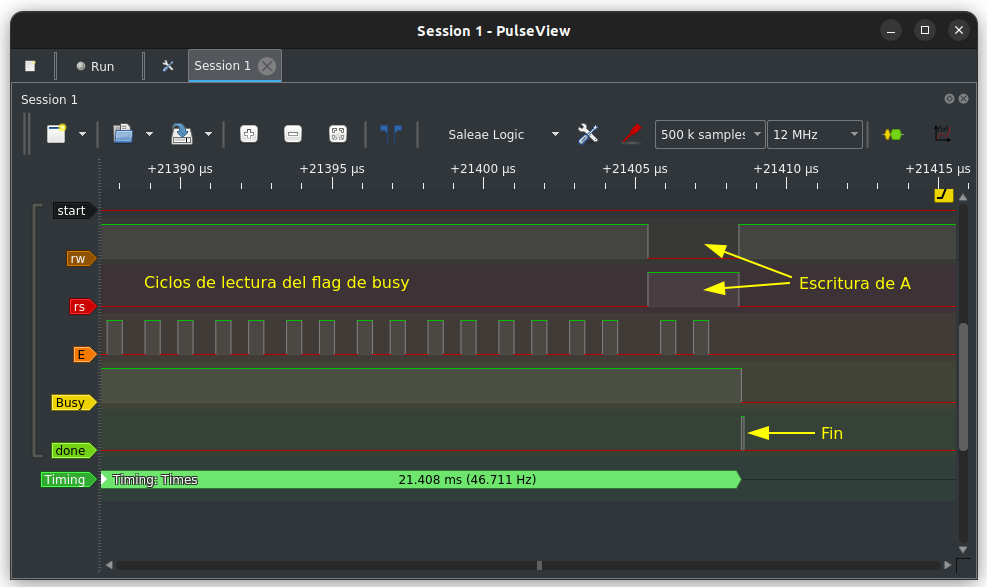 Session 1 - PulseView
Run
Session 1
Session 1
Saleae Logic
500 k samples
12 MHz
+21390 µs +21395 µs +21400 µs +21405 µs +21410 µs +21415 µs
start
rw
Ciclos de lectura del flag de busy
Escritura de A
rs
E
Busy
Fin
done
Timing
Timing: Times
21.408 ms (46.711 Hz)